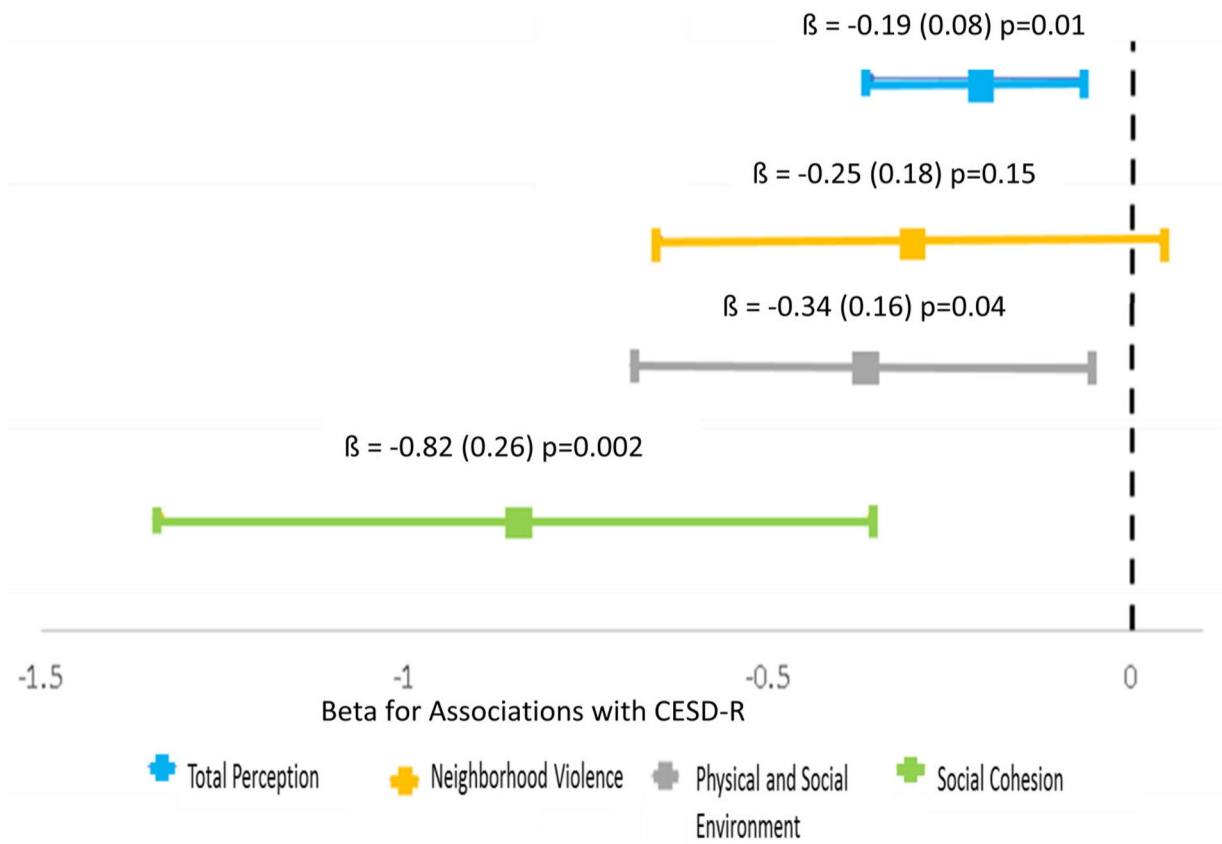 ß = -0.19 (0.08) p=0.01
ß = -0.25 (0.18) p=0.15
ß = -0.34 (0.16) p=0.04
ß = -0.82 (0.26) p=0.002
-1.5 -1 -0.5 0
Beta for Associations with CESD-R
Total Perception Neighborhood Violence Physical and Social Social Cohesion
Environment